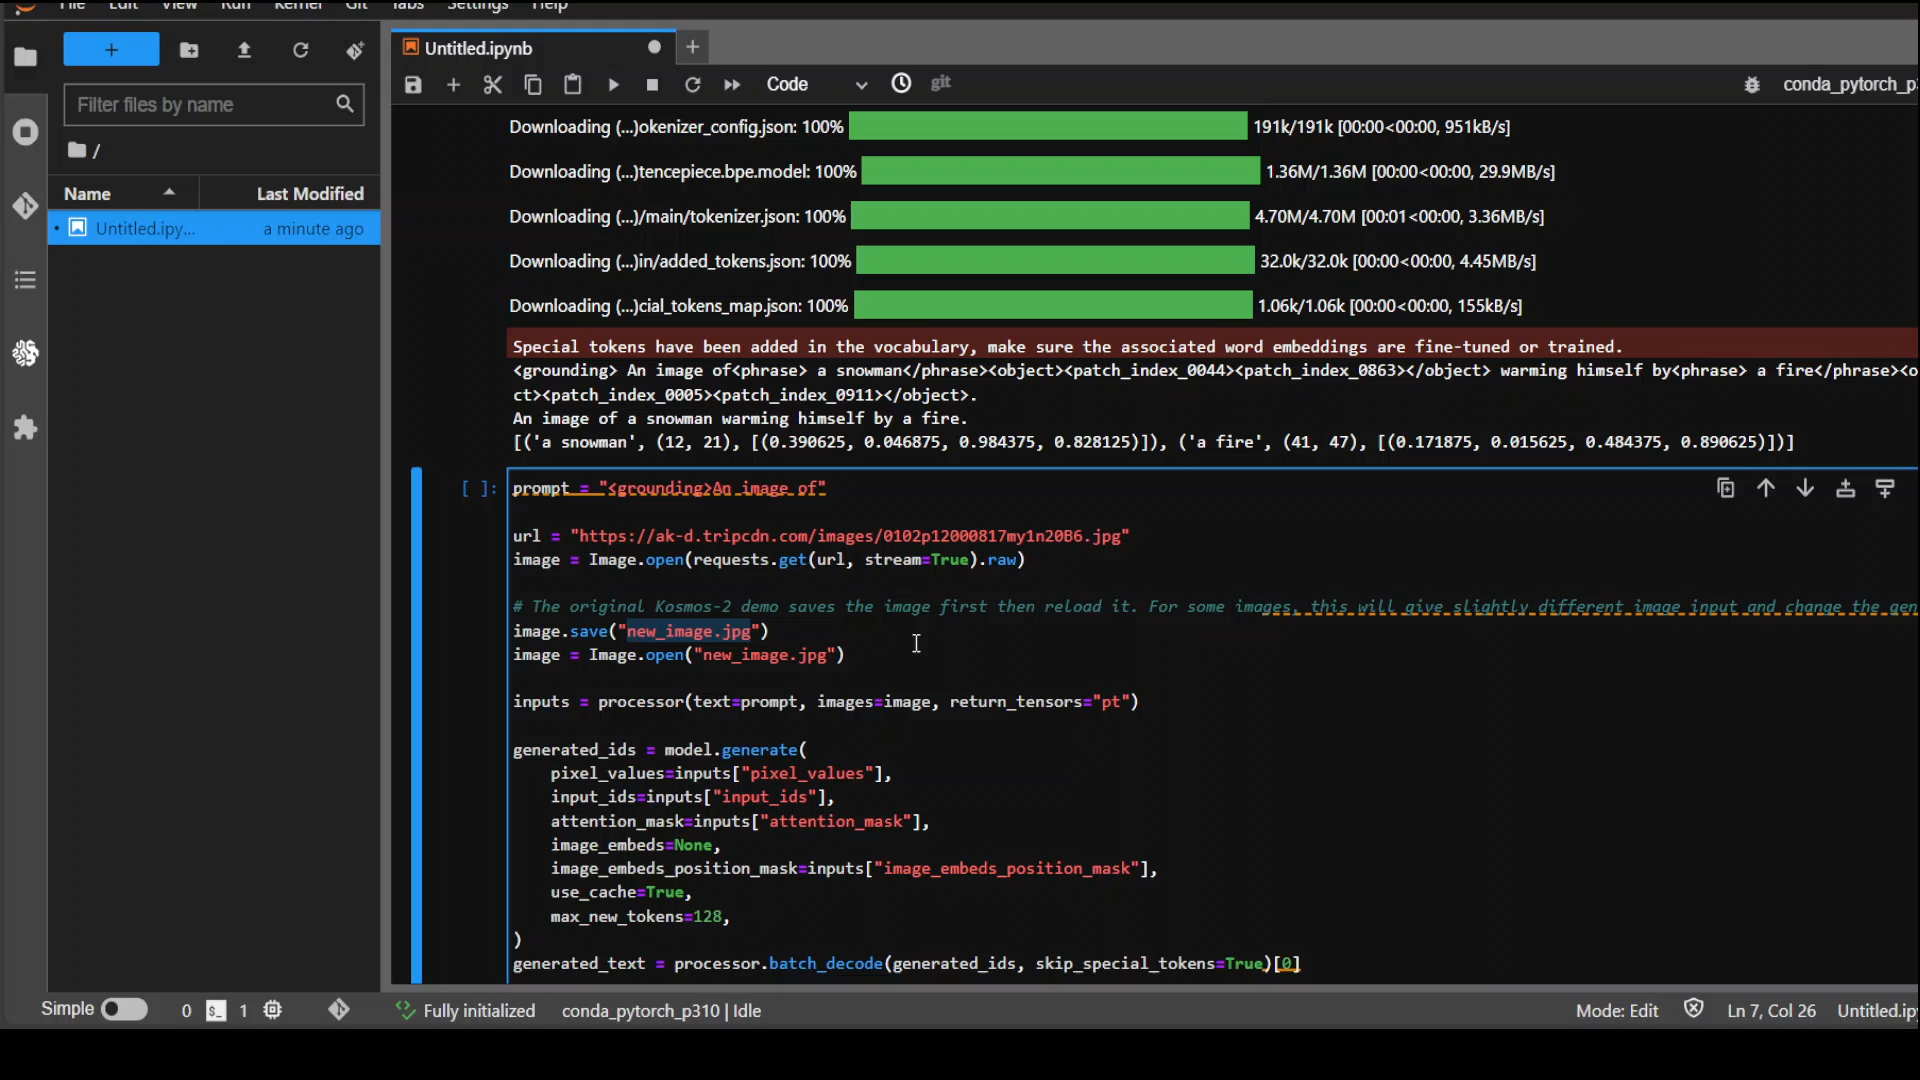 File Edit View Run Kernel Git Tabs Settings Help
Untitled.ipynb
Code
git
conda_pytorch_p
Filter files by name
/
Name Last Modified
Untitled.ipy... a minute ago
Downloading (...)okenizer_config.json: 100% 191k/191k [00:00<00:00, 951kB/s]
Downloading (...)tencepiece.bpe.model: 100% 1.36M/1.36M [00:00<00:00, 29.9MB/s]
Downloading (...)/main/tokenizer.json: 100% 4.70M/4.70M [00:01<00:00, 3.36MB/s]
Downloading (...)in/added_tokens.json: 100% 32.0k/32.0k [00:00<00:00, 4.45MB/s]
Downloading (...)cial_tokens_map.json: 100% 1.06k/1.06k [00:00<00:00, 155kB/s]
Special tokens have been added in the vocabulary, make sure the associated word embeddings are fine-tuned or trained.
<grounding> An image of<phrase> a snowman</phrase><object><patch_index_0044><patch_index_0863></object> warming himself by<phrase> a fire</phrase><o
ct><patch_index_0005><patch_index_0911></object>.
An image of a snowman warming himself by a fire.
[('a snowman', (12, 21), [(0.390625, 0.046875, 0.984375, 0.828125)]), ('a fire', (41, 47), [(0.171875, 0.015625, 0.484375, 0.890625)])]
[ ]: prompt = "<grounding>An image of"
url = "https://ak-d.tripcdn.com/images/0102p12000817my1n20B6.jpg"
image = Image.open(requests.get(url, stream=True).raw)
# The original Kosmos-2 demo saves the image first then reload it. For some images, this will give slightly different image input and change the gen
image.save("new_image.jpg")
image = Image.open("new_image.jpg")
inputs = processor(text=prompt, images=image, return_tensors="pt")
generated_ids = model.generate(
pixel_values=inputs["pixel_values"],
input_ids=inputs["input_ids"],
attention_mask=inputs["attention_mask"],
image_embeds=None,
image_embeds_position_mask=inputs["image_embeds_position_mask"],
use_cache=True,
max_new_tokens=128,
)
generated_text = processor.batch_decode(generated_ids, skip_special_tokens=True)[0]
Simple 0 1 Fully initialized conda_pytorch_p310 | Idle Mode: Edit Ln 7, Col 26 Untitled.ip